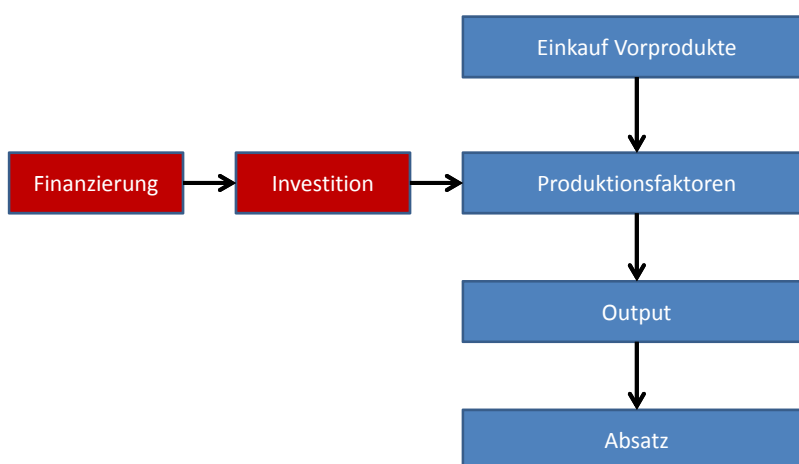 Einkauf Vorprodukte
Finanzierung
Investition
Produktionsfaktoren
Output
Absatz